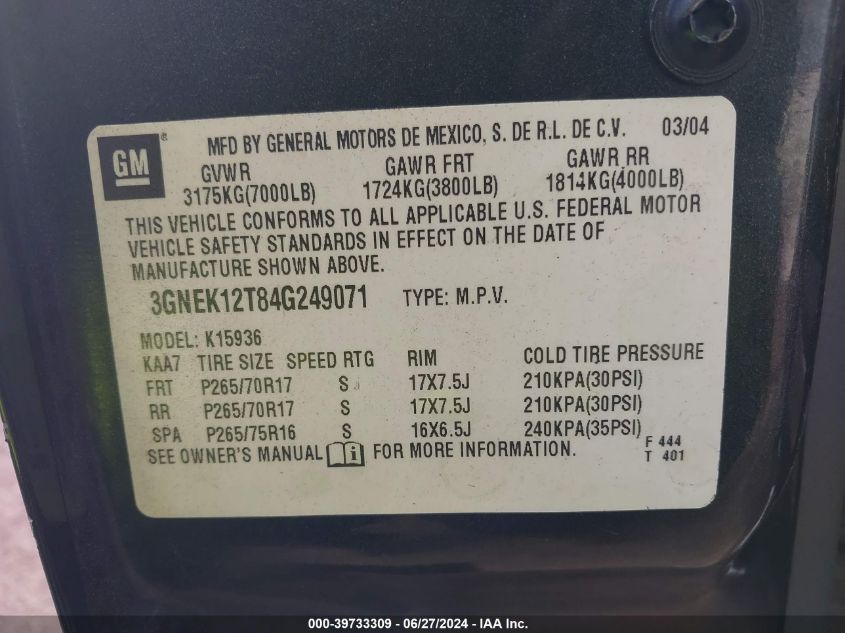 GM ® MFD BY GENERAL MOTORS DE MEXICO, S. DE R.L. DE C.V. 03/04
GVWR GAWR FRT GAWR RR
3175KG(7000LB) 1724KG(3800LB) 1814KG(4000LB)
THIS VEHICLE CONFORMS TO ALL APPLICABLE U.S. FEDERAL MOTOR
VEHICLE SAFETY STANDARDS IN EFFECT ON THE DATE OF
MANUFACTURE SHOWN ABOVE.
3GNEK12T84G249071 TYPE: M.P.V.
MODEL: K15936
KAA7 TIRE SIZE SPEED RTG RIM COLD TIRE PRESSURE
FRT P265/70R17 S 17X7.5J 210KPA(30PSI)
RR P265/70R17 S 17X7.5J 210KPA(30PSI)
SPA P265/75R16 S 16X6.5J 240KPA(35PSI)
SEE OWNER'S MANUAL i FOR MORE INFORMATION.
F 444
T 401
000-39733309 - 06/27/2024 - IAA Inc.